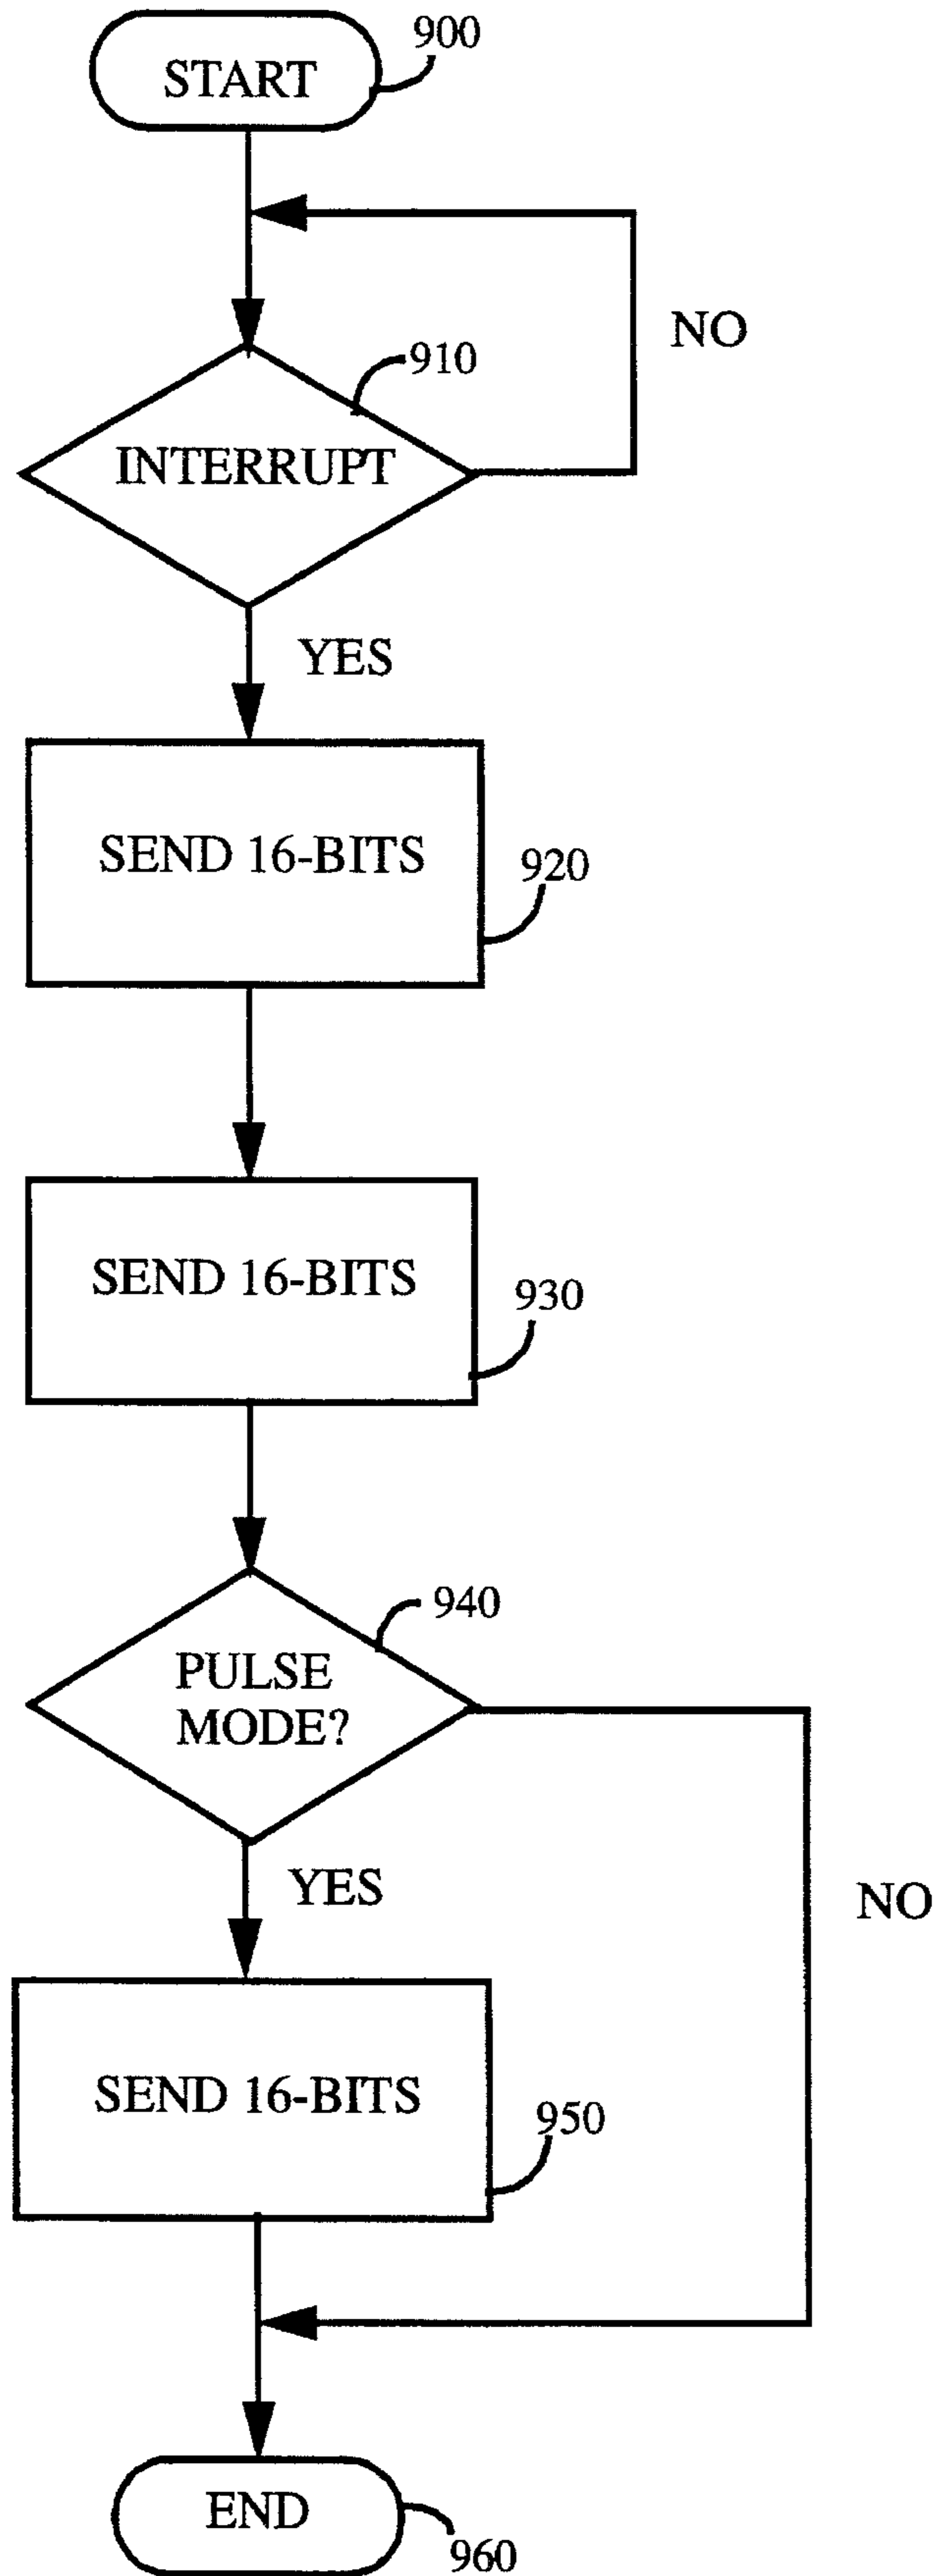 START
900
NO
910
INTERRUPT
YES
SEND 16-BITS
920
SEND 16-BITS
930
940
PULSE
MODE?
YES
NO
SEND 16-BITS
950
END
960